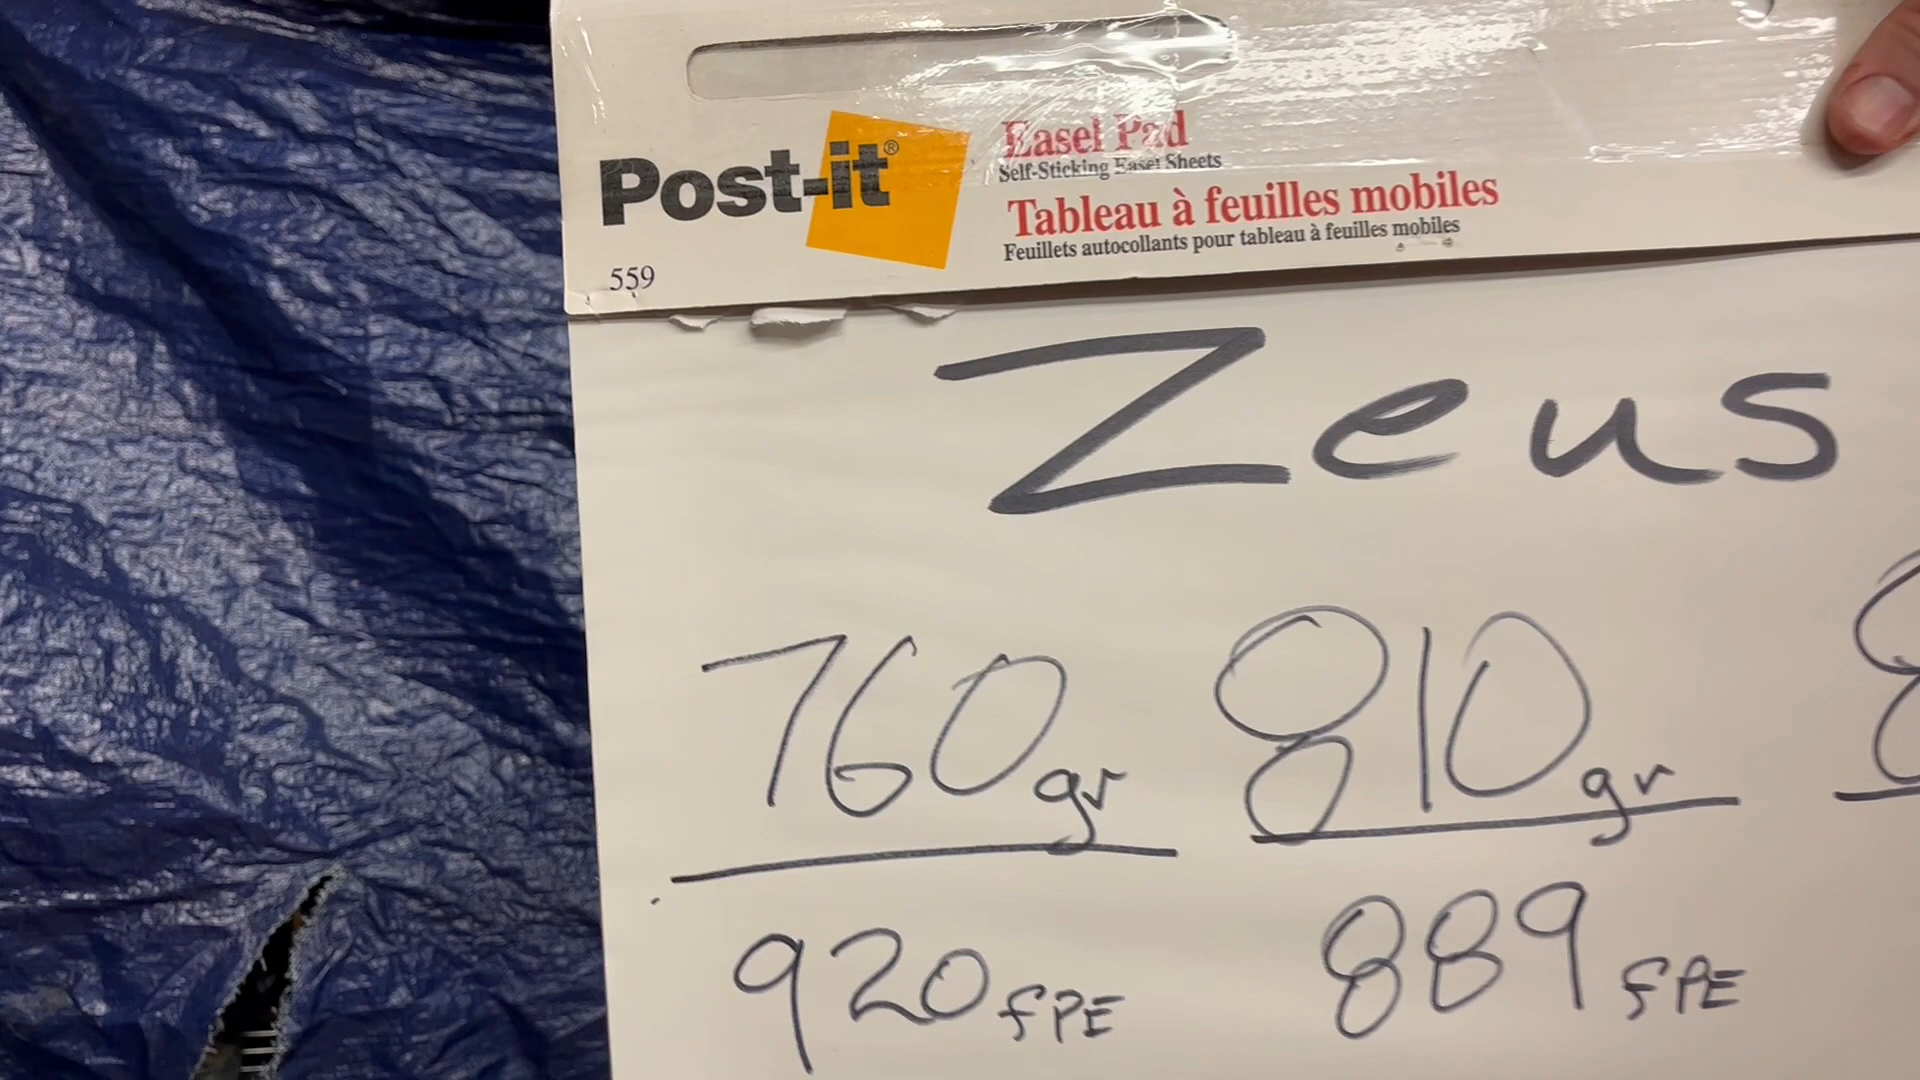 Post-it®
Easel Pad
Self-Sticking Easel Sheets
Tableau à feuilles mobiles
Feuillets autocollants pour tableau à feuilles mobiles
559
Zeus
760gr 810gr 8
920fPE 889fPE